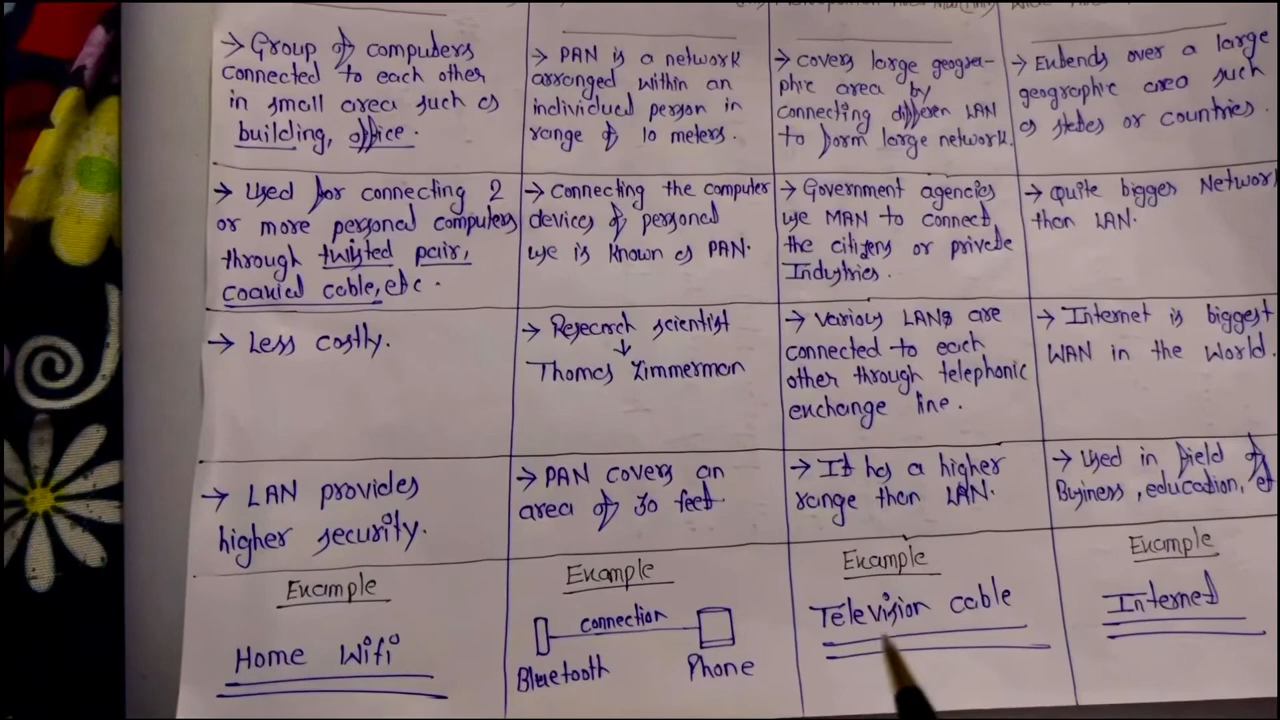 → Group of computers
connected to each other
in small area such as
building, office.
→ PAN is a network
arranged within an
individual person in
range of 10 meters.
→ covers large geogra-
phic area by
connecting differen LAN
to form large network.
→ Extends over a large
geographic area such
as states or countries.
→ Used for connecting 2
or more personal computers
through twisted pair,
coaxial cable, etc.
→ Connecting the computer
devices of personal
use is known as PAN.
→ Government agencies
use MAN to connect
the citizens or private
Industries.
→ Quite bigger Network
than LAN.
→ Less costly.
→ Research scientist
↓
Thomas Zimmerman
→ Various LANs are
connected to each
other through telephonic
exchange line.
→ Internet is biggest
WAN in the World.
→ LAN provides
higher security.
→ PAN covers an
area of 30 feet.
→ It has a higher
range than LAN.
→ Used in field of
Business, education, et
Example
Home Wifi
Example
connection
Bluetooth Phone
Example
Television cable
Example
Internet